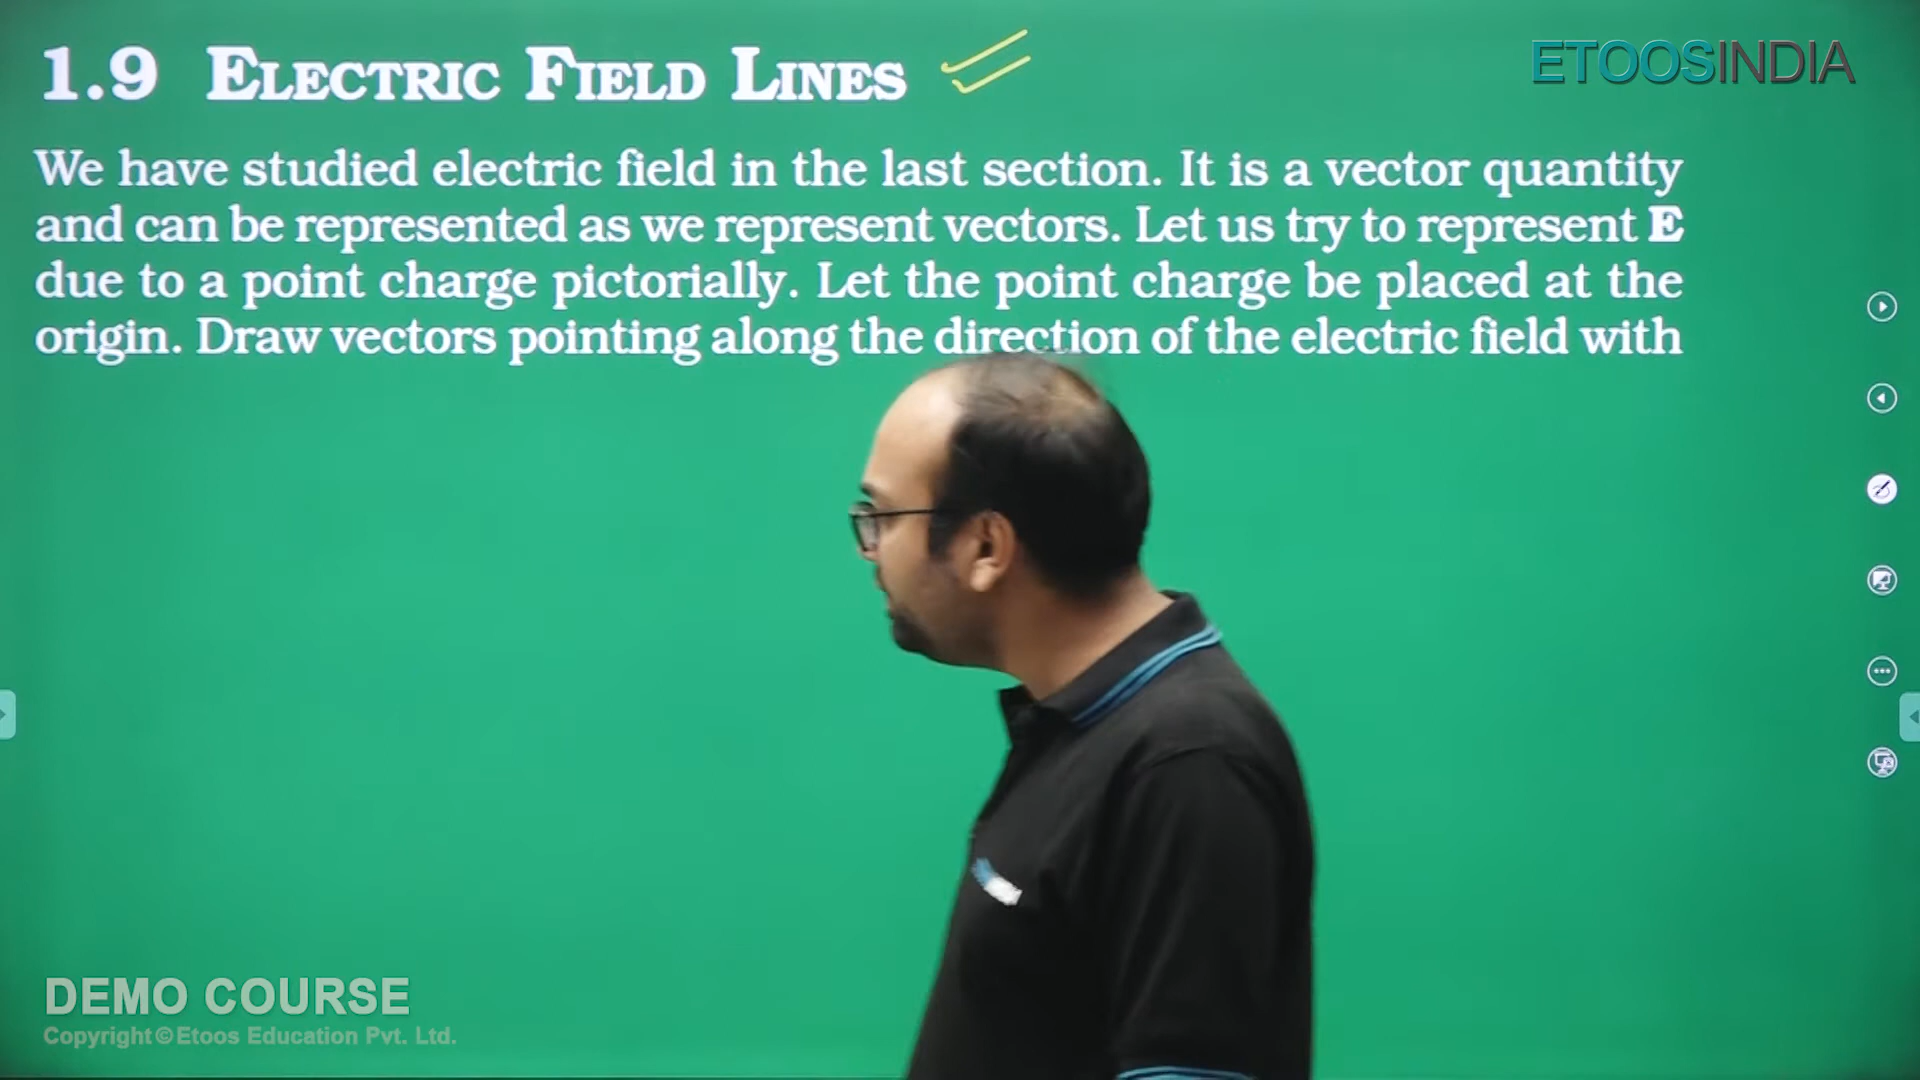 1.9 ELECTRIC FIELD LINES
ETOOSINDIA
We have studied electric field in the last section. It is a vector quantity
and can be represented as we represent vectors. Let us try to represent E
due to a point charge pictorially. Let the point charge be placed at the
origin. Draw vectors pointing along the direction of the electric field with
DEMO COURSE
Copyright©Etoos Education Pvt. Ltd.